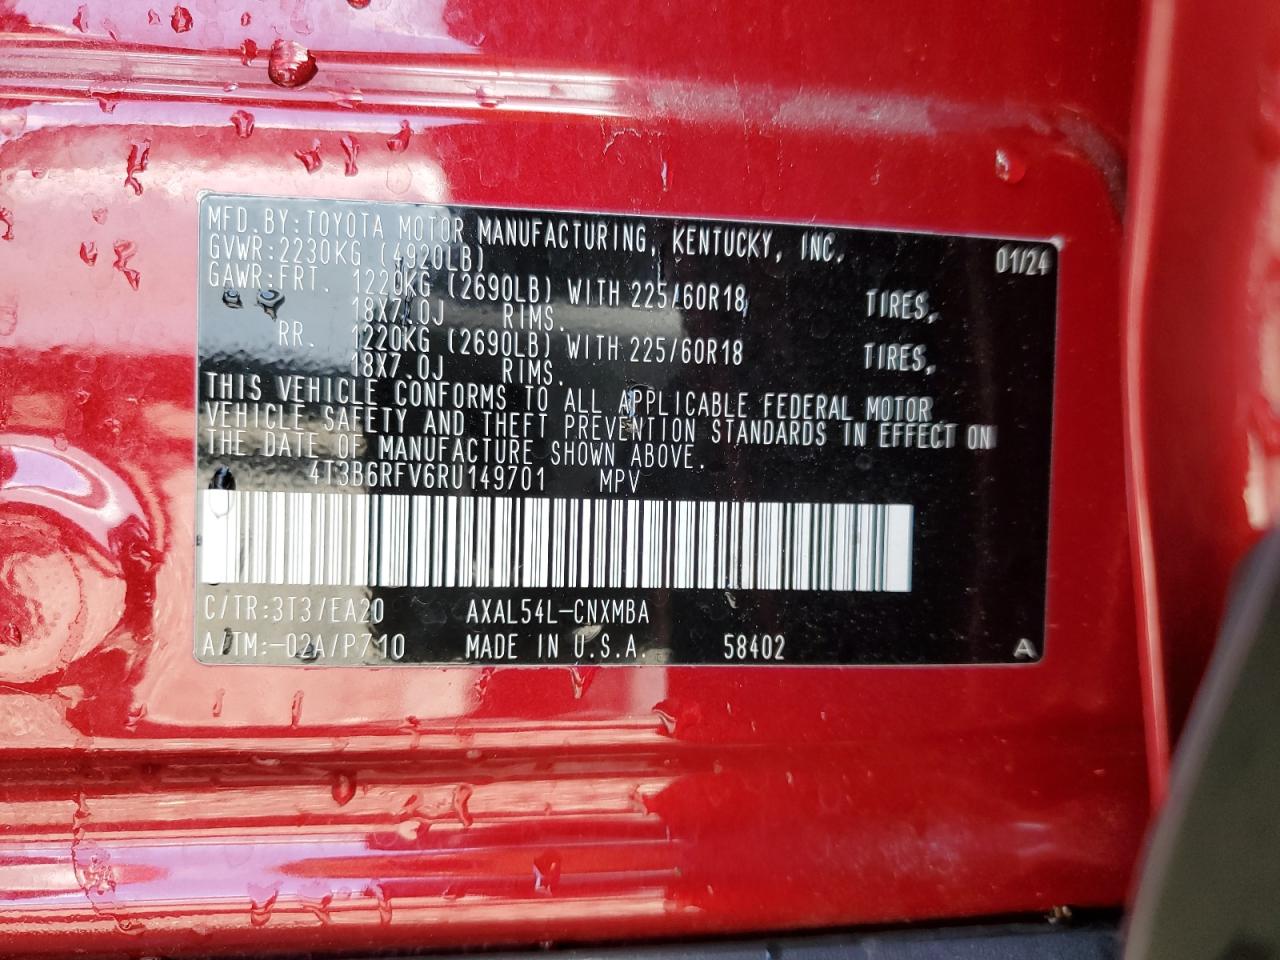 MFD.BY:TOYOTA MOTOR MANUFACTURING, KENTUCKY, INC. 01/24
GVWR:2230KG (4920LB)
GAWR:FRT. 1220KG (2690LB) WITH 225/60R18 TIRES,
18X7.0J RIMS.
RR. 1220KG (2690LB) WITH 225/60R18 TIRES,
18X7.0J RIMS.
THIS VEHICLE CONFORMS TO ALL APPLICABLE FEDERAL MOTOR
VEHICLE SAFETY AND THEFT PREVENTION STANDARDS IN EFFECT ON
THE DATE OF MANUFACTURE SHOWN ABOVE.
4T3B6RFV6RU149701 MPV
C/TR:3T3/EA20 AXAL54L-CNXMBA
A/TM:-02A/P710 MADE IN U.S.A. 58402 A